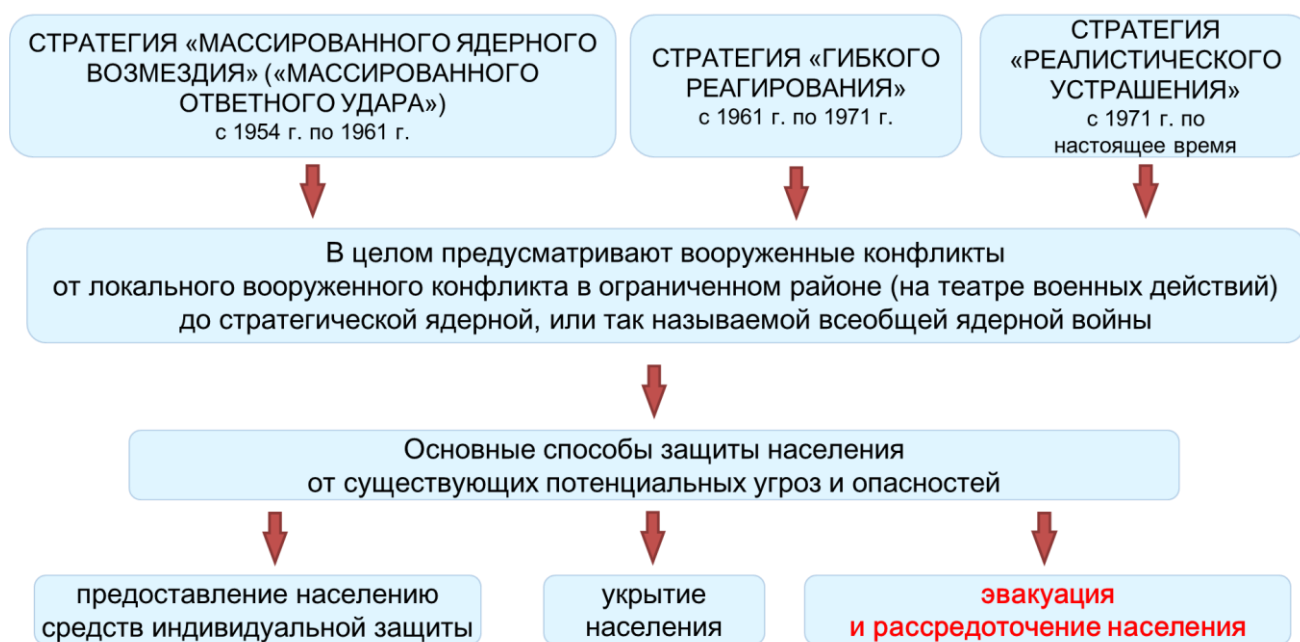 СТРАТЕГИЯ «МАССИРОВАННОГО ЯДЕРНОГО
ВОЗМЕЗДИЯ» («МАССИРОВАННОГО
ОТВЕТНОГО УДАРА»)
с 1954 г. по 1961 г.
СТРАТЕГИЯ «ГИБКОГО
РЕАГИРОВАНИЯ»
с 1961 г. по 1971 г.
СТРАТЕГИЯ
«РЕАЛИСТИЧЕСКОГО
УСТРАШЕНИЯ»
с 1971 г. по
настоящее время
В целом предусматривают вооруженные конфликты
от локального вооруженного конфликта в ограниченном районе (на театре военных действий)
до стратегической ядерной, или так называемой всеобщей ядерной войны
Основные способы защиты населения
от существующих потенциальных угроз и опасностей
предоставление населению
средств индивидуальной защиты
укрытие
населения
эвакуация
и рассредоточение населения